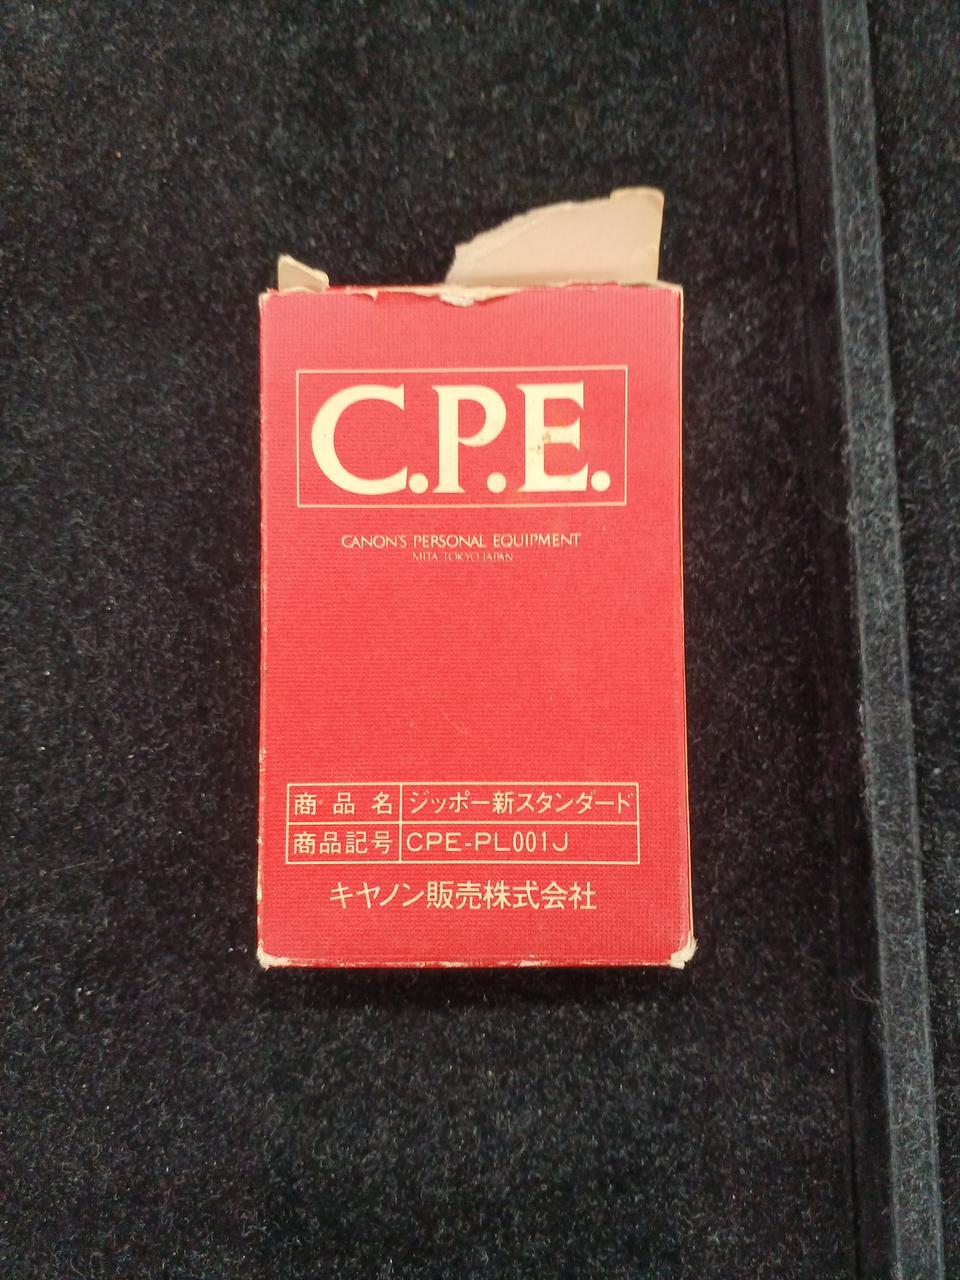 C.P.E.
CANON'S PERSONAL EQUIPMENT
MITA TOKYO JAPAN
商品名 ジッポー新スタンダード
商品記号 CPE-PL001J
キヤノン販売株式会社